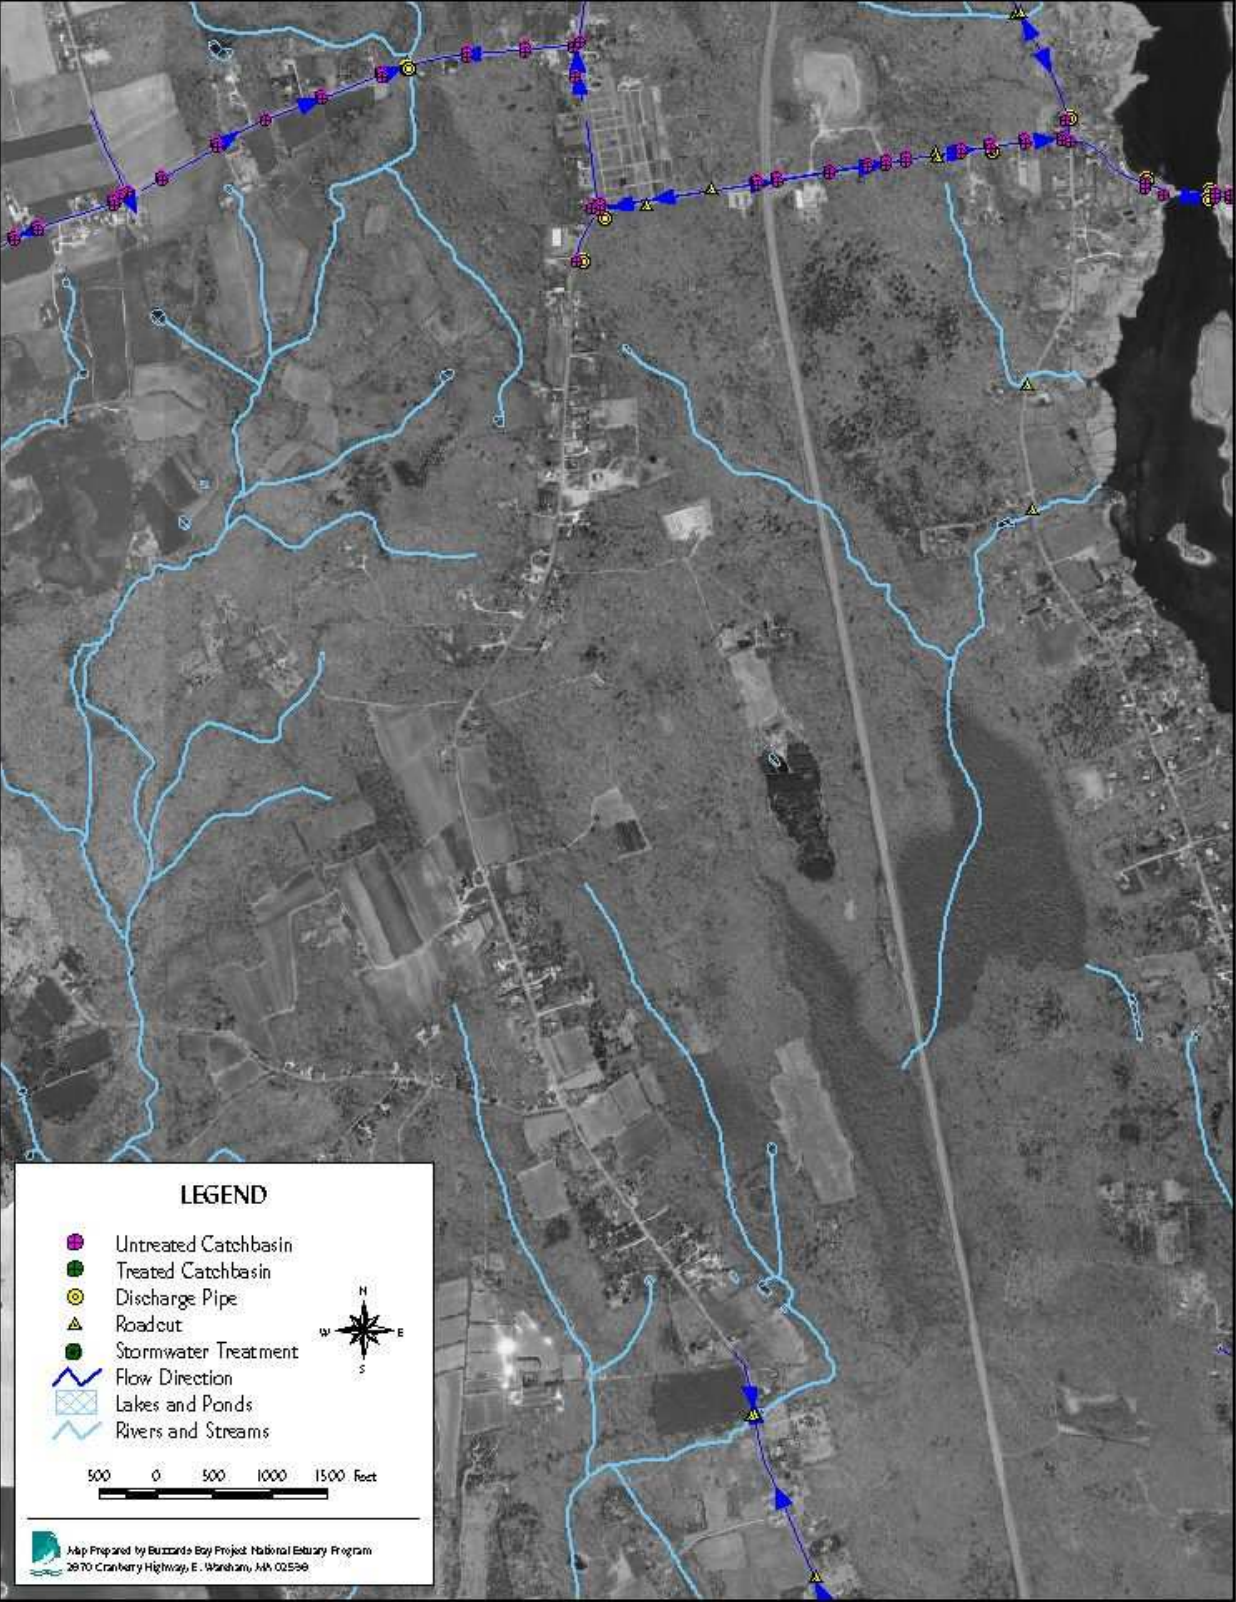 LEGEND
Untreated Catchbasin
Treated Catchbasin
Discharge Pipe
Roadcut
Stormwater Treatment
Flow Direction
Lakes and Ponds
Rivers and Streams
N
W E
S
500 0 500 1000 1500 Feet
Map Prepared by Buzzards Bay Project National Estuary Program
2870 Cranberry Highway, E. Wareham, MA 02538